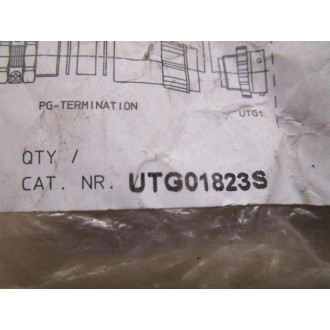 PG-TERMINATION
UTG1
QTY /
CAT. NR. UTG01823S